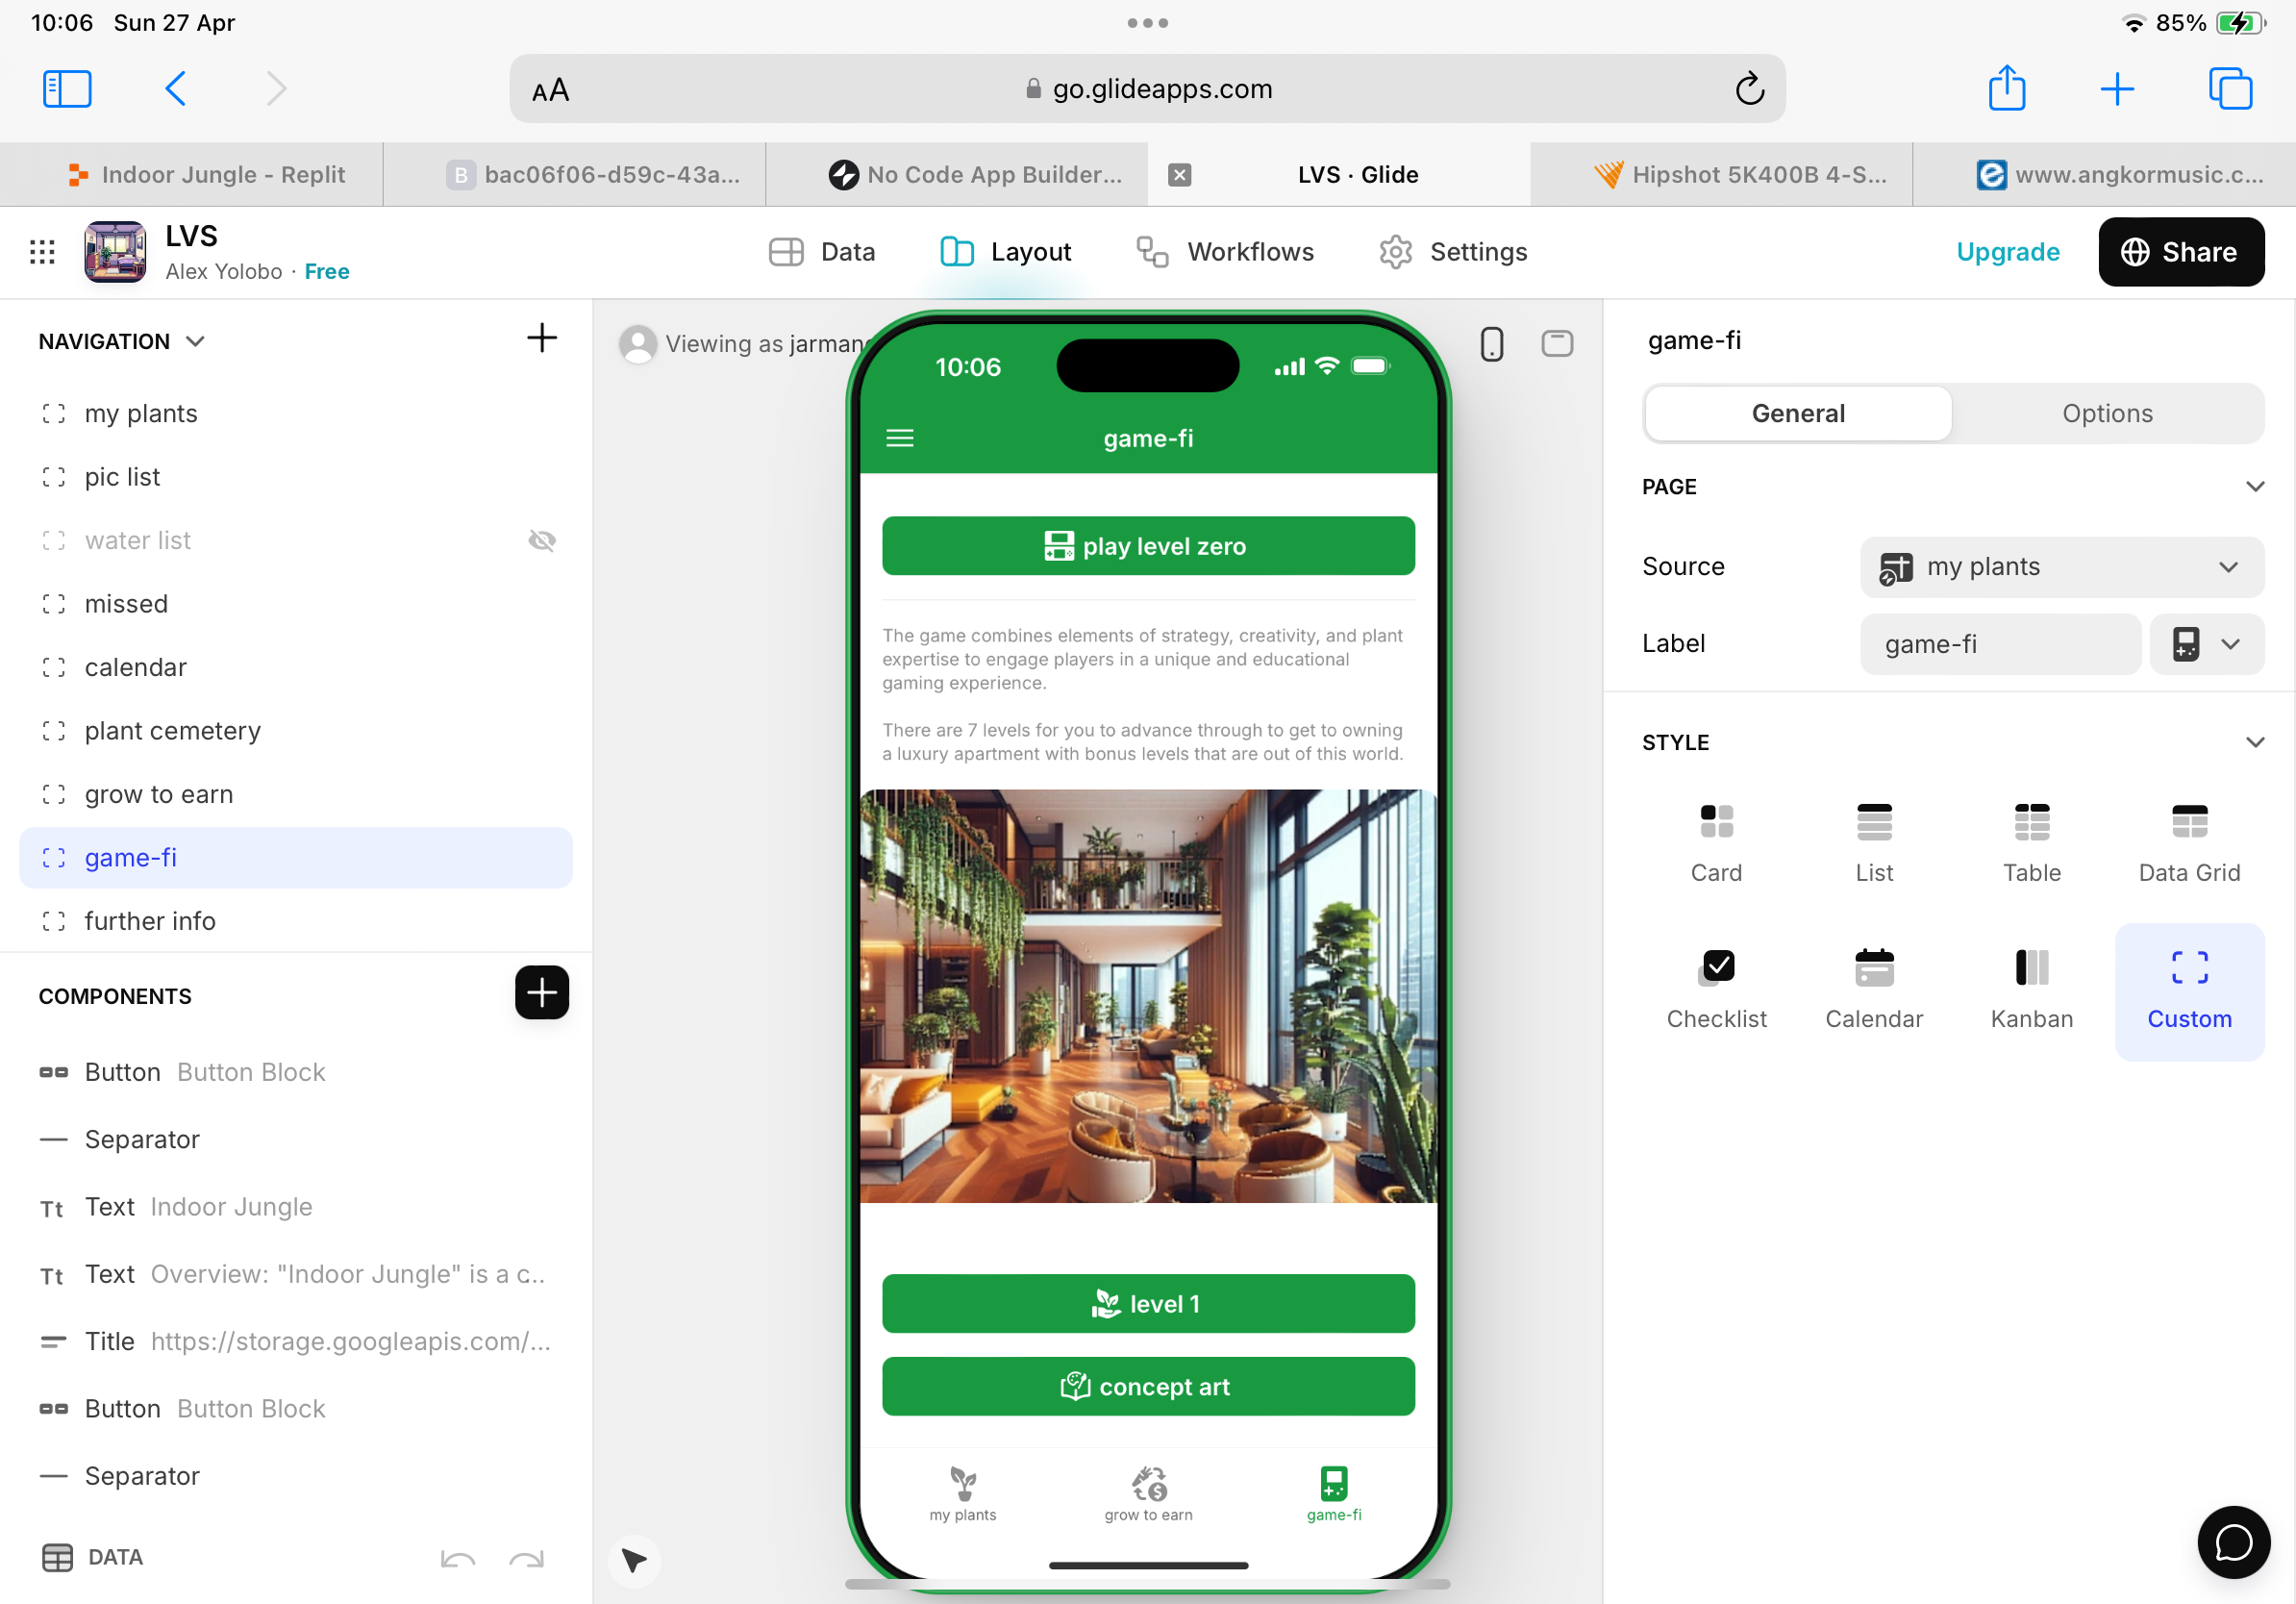 10:06 Sun 27 Apr
85%
AA
go.glideapps.com
Indoor Jungle - Replit
B bac06f06-d59c-43a...
No Code App Builder...
LVS · Glide
Hipshot 5K400B 4-S...
www.angkormusic.c...
LVS
Alex Yolobo · Free
Data
Layout
Workflows
Settings
Upgrade
Share
NAVIGATION
my plants
pic list
water list
missed
calendar
plant cemetery
grow to earn
game-fi
further info
COMPONENTS
Button Button Block
Separator
Tt Text Indoor Jungle
Tt Text Overview: "Indoor Jungle" is a c..
Title https://storage.googleapis.com/...
Button Button Block
Separator
DATA
Viewing as jarman
10:06
game-fi
play level zero
The game combines elements of strategy, creativity, and plant
expertise to engage players in a unique and educational
gaming experience.
There are 7 levels for you to advance through to get to owning
a luxury apartment with bonus levels that are out of this world.
level 1
concept art
my plants
grow to earn
game-fi
game-fi
General
Options
PAGE
Source
my plants
Label
game-fi
STYLE
Card
List
Table
Data Grid
Checklist
Calendar
Kanban
Custom